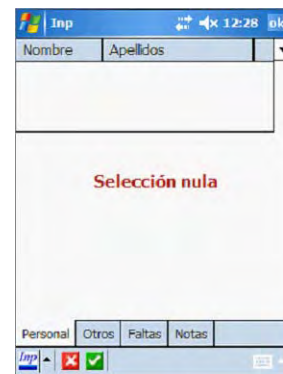 Inp 12:28 ok
Nombre Apellidos
Selección nula
Personal Otros Faltas Notas
Inp